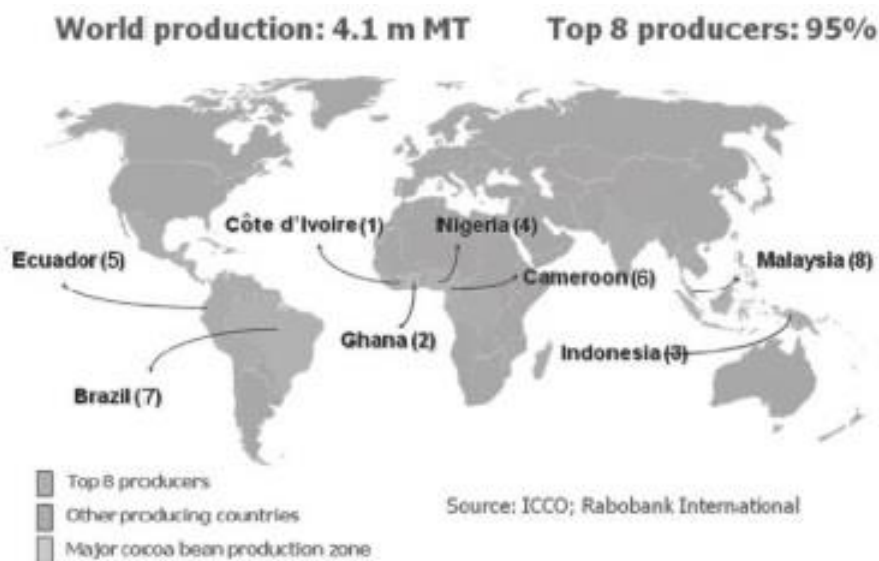 World production: 4.1 m MT Top 8 producers: 95%
Côte d'Ivoire (1) Nigeria (4)
Ecuador (5) Cameroon (6) Malaysia (8)
Ghana (2) Indonesia (3)
Brazil (7)
Top 8 producers
Other producing countries
Major cocoa bean production zone
Source: ICCO; Rabobank International